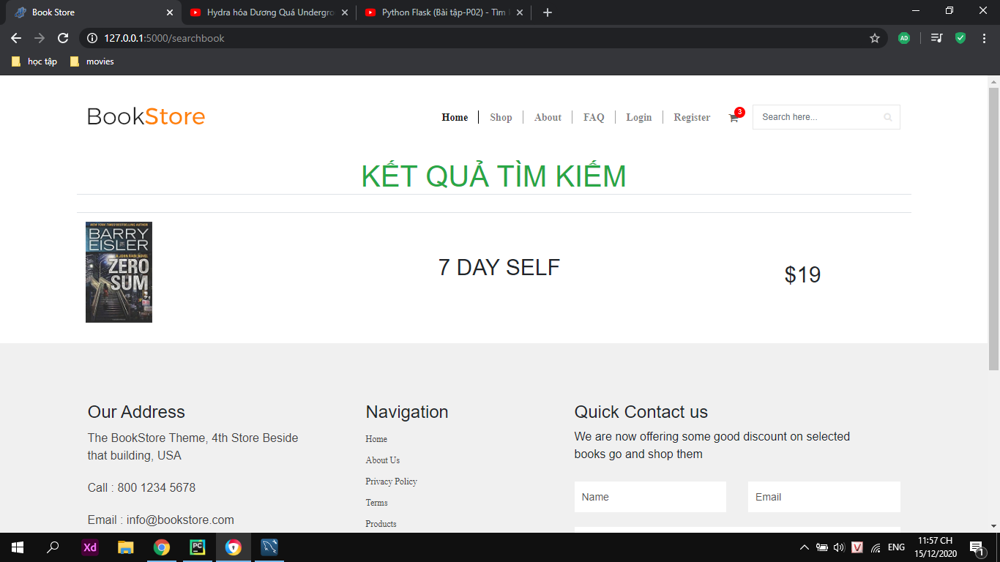 Book Store
Hydra hóa Dương Quá Undergro
Python Flask (Bài tập-P02) - Tìm
127.0.0.1:5000/searchbook
AD
học tập
movies
BookStore
Home
Shop
About
FAQ
Login
Register
3
Search here...
KẾT QUẢ TÌM KIẾM
NEW YORK TIMES BESTSELLING AUTHOR
BARRY
EISLER
A JOHN RAIN NOVEL
ZERO
SUM
7 DAY SELF
$19
Our Address
The BookStore Theme, 4th Store Beside
that building, USA
Call : 800 1234 5678
Email : info@bookstore.com
Navigation
Home
About Us
Privacy Policy
Terms
Products
Quick Contact us
We are now offering some good discount on selected
books go and shop them
Name
Email
Xd
PC
V
ENG
11:57 CH
15/12/2020
1